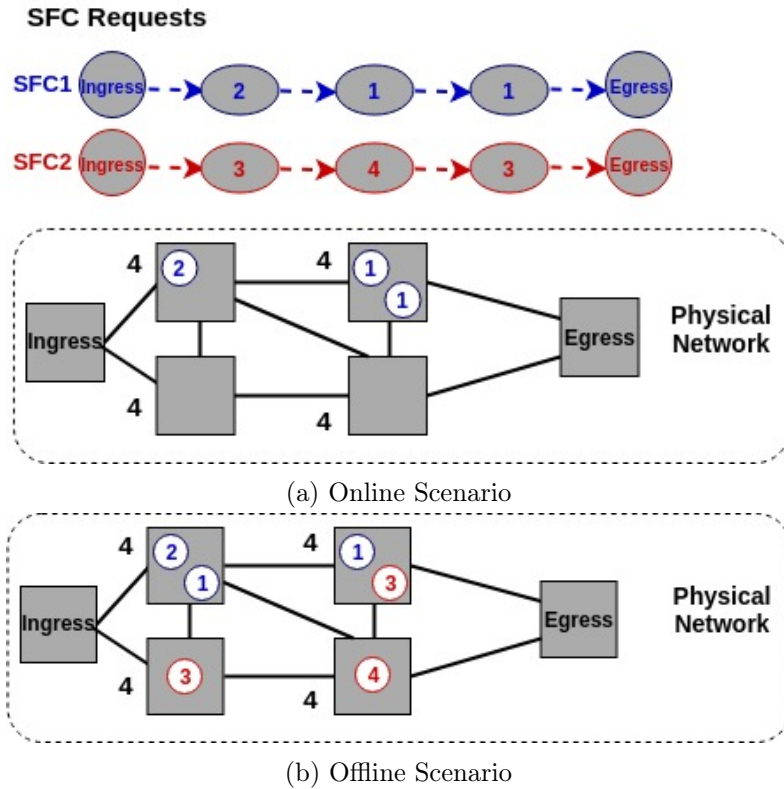 SFC Requests
SFC1 Ingress 2 1 1 Egress
SFC2 Ingress 3 4 3 Egress
4 2 4 1
1
Ingress Egress Physical
Network
4 4
(a) Online Scenario
4 2 4 1
1 3
Ingress Egress Physical
Network
4 3 4 4
(b) Offline Scenario